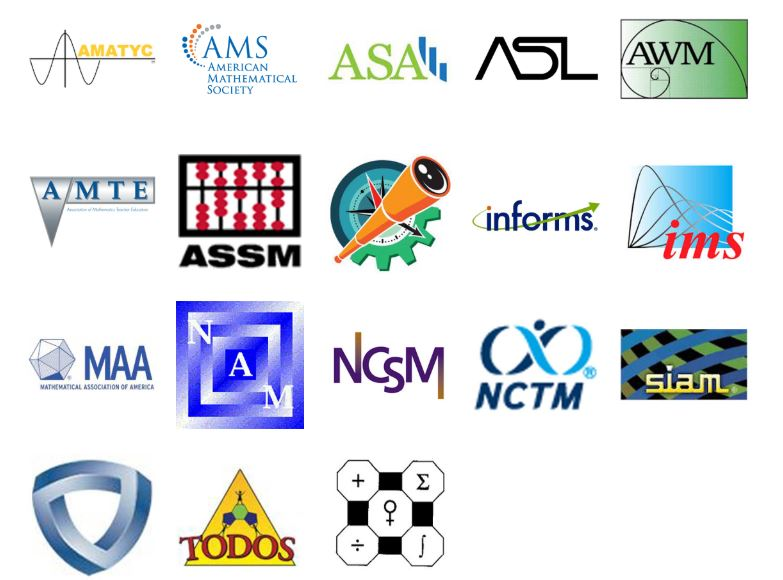 AMATYC
AMS
AMERICAN
MATHEMATICAL
SOCIETY
ASA
ASL
AWM
AMTE
Association of Mathematics Teacher Educators
ASSM
informs®
ims
MAA
MATHEMATICAL ASSOCIATION OF AMERICA
N
A
M
NCSM
NCTM®
siam®
TODOS
+ Σ
♀
÷ ∫